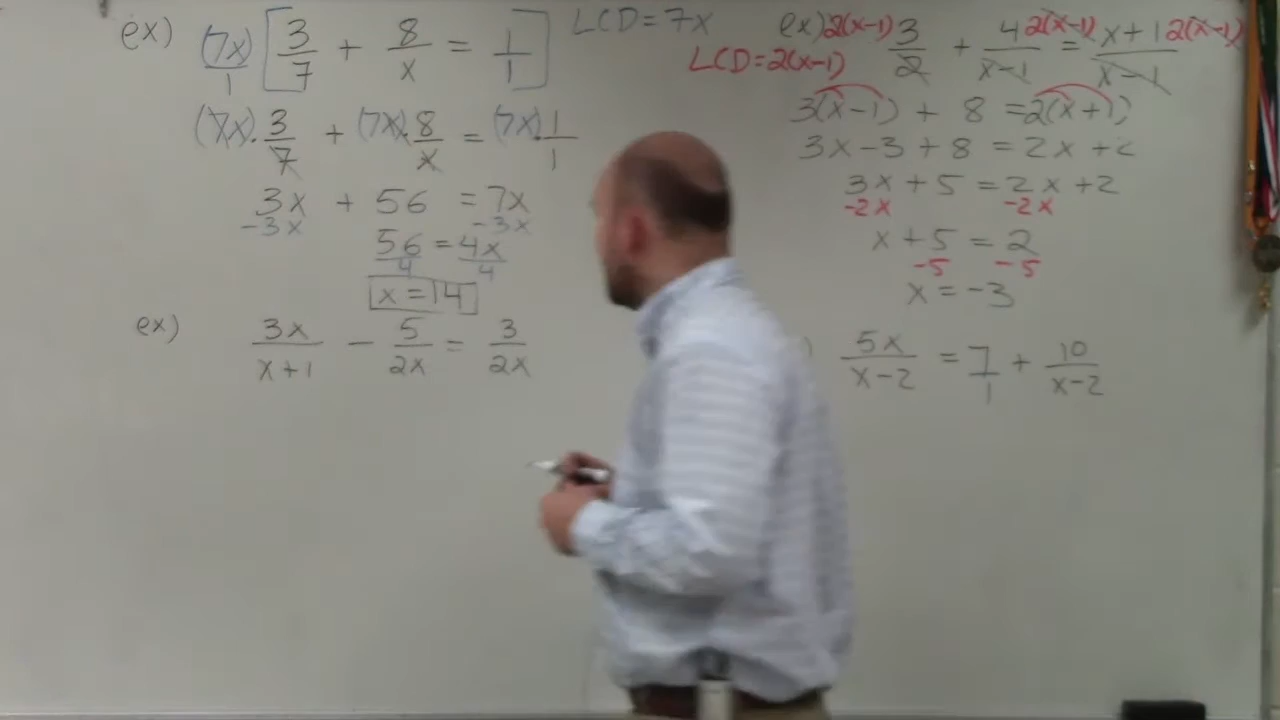 ex) (7x)/1 [3/7 + 8/x = 1/1] LCD = 7x
(7x)·3/7 + (7x)·8/x = (7x)1/1
3x + 56 = 7x
-3x -3x
56/4 = 4x/4
x = 14
ex) 3x/x+1 - 5/2x = 3/2x
ex) 2(x-1) 3/2 + 4 2(x-1)/x-1 = x+1 2(x-1)/x-1
LCD = 2(x-1)
3(x-1) + 8 = 2(x+1)
3x-3+8 = 2x+2
3x+5 = 2x+2
-2x -2x
x+5 = 2
-5 -5
x = -3
) 5x/x-2 = 7/1 + 10/x-2